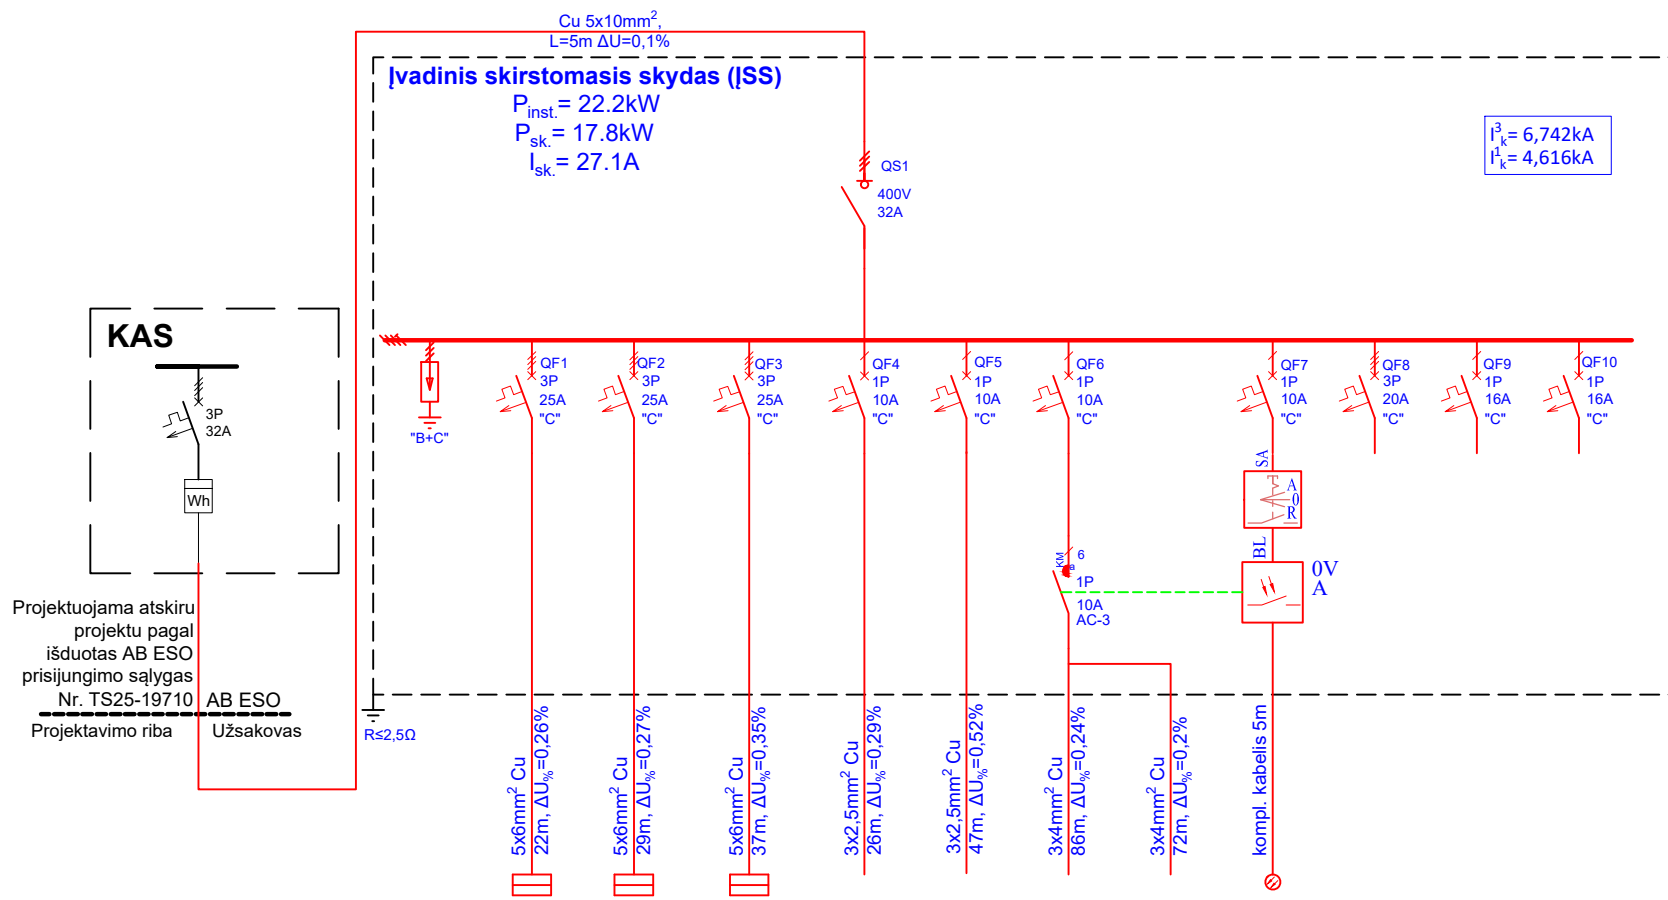 Cu 5x10mm²,
L=5m ΔU=0,1%
Įvadinis skirstomasis skydas (ĮSS)
P inst.= 22.2kW
P sk.= 17.8kW
I sk.= 27.1A
I³k= 6,742kA
I¹k= 4,616kA
QS1
400V
32A
KAS
3P
32A
Wh
"B+C"
QF1
3P
25A
"C"
QF2
3P
25A
"C"
QF3
3P
25A
"C"
QF4
1P
10A
"C"
QF5
1P
10A
"C"
QF6
1P
10A
"C"
QF7
1P
10A
"C"
QF8
3P
20A
"C"
QF9
1P
16A
"C"
QF10
1P
16A
"C"
SA
A
0
R
BL
0V
A
KM
6
a
1P
10A
AC-3
Projektuojama atskiru
projektu pagal
išduotas AB ESO
prisijungimo sąlygas
Nr. TS25-19710
AB ESO
Projektavimo riba
Užsakovas
R≤2,5Ω
5x6mm² Cu
22m, ΔU%=0,26%
5x6mm² Cu
29m, ΔU%=0,27%
5x6mm² Cu
37m, ΔU%=0,35%
3x2,5mm² Cu
26m, ΔU%=0,29%
3x2,5mm² Cu
47m, ΔU%=0,52%
3x4mm² Cu
86m, ΔU%=0,24%
3x4mm² Cu
72m, ΔU%=0,2%
kompl. kabelis 5m